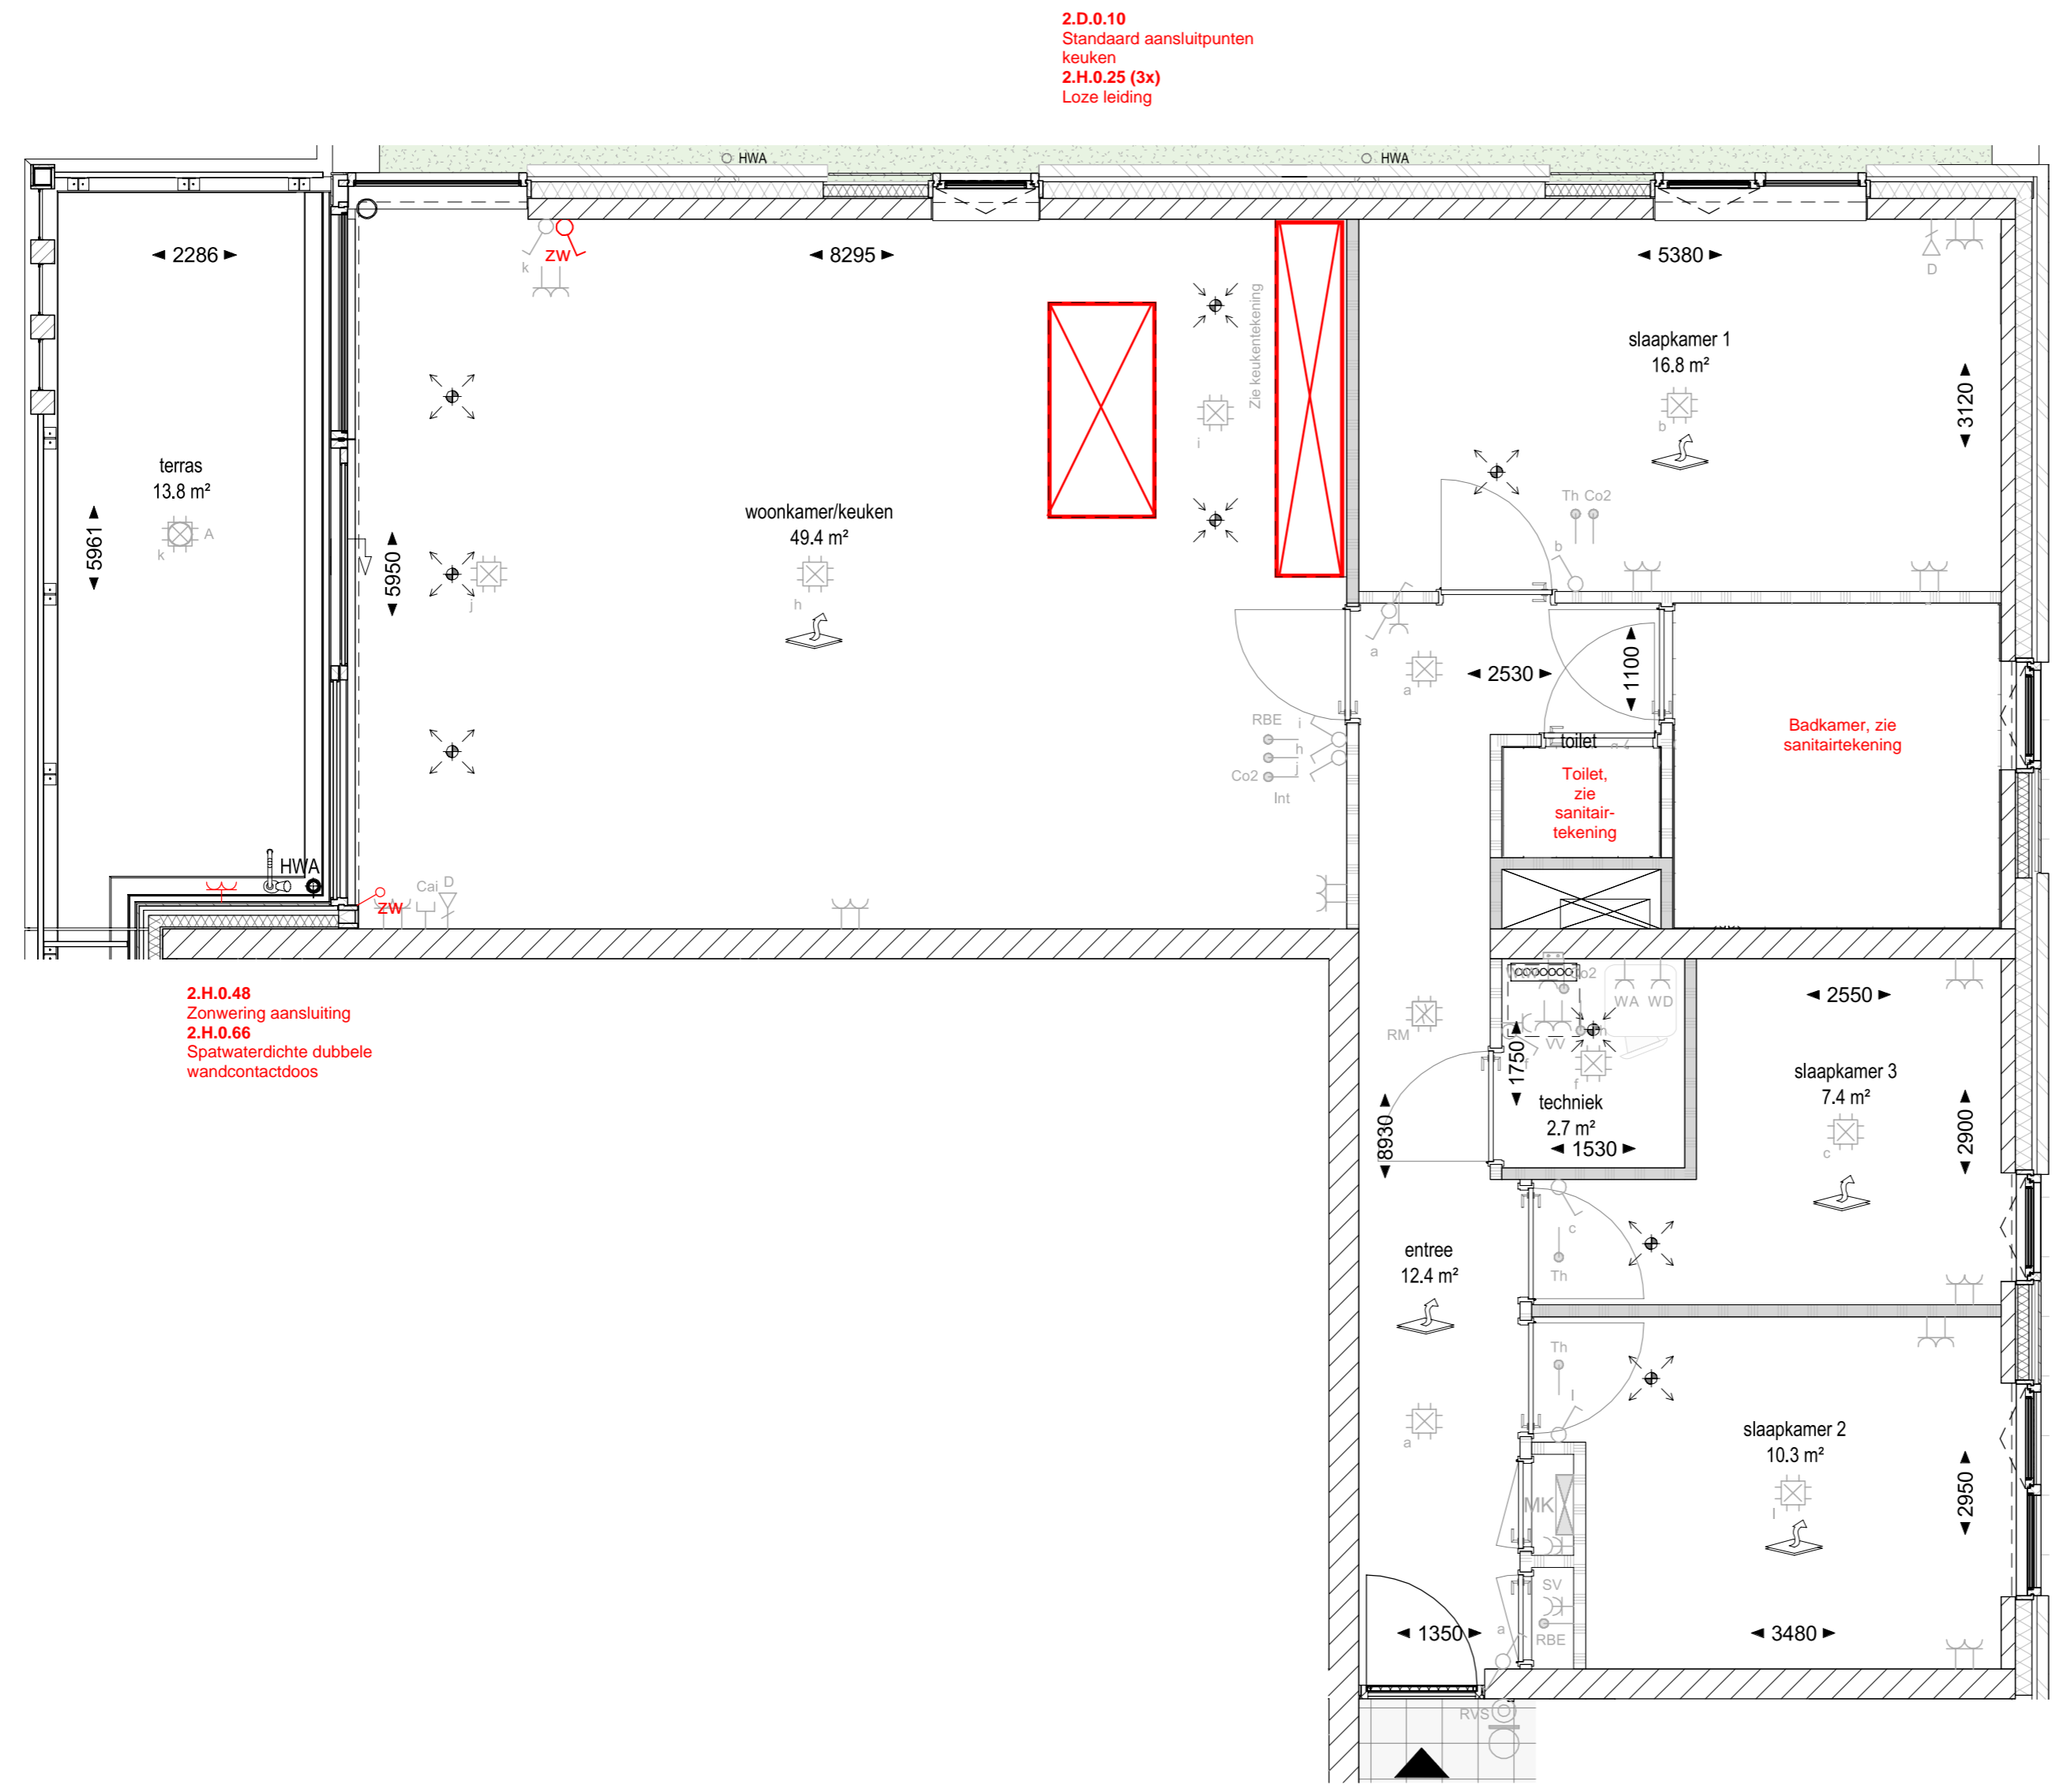 2.D.0.10
Standaard aansluitpunten
keuken
2.H.0.25 (3x)
Loze leiding
HWA
HWA
2286
8295
5380
k
ZW
D
Zie keukentekening
slaapkamer 1
16.8 m²
3120
b
i
terras
13.8 m²
A
k
5961
woonkamer/keuken
49.4 m²
5950
j
h
Th Co2
b
a
a
2530
1100
RBE
i
h
j
Co2
Int
toilet
Toilet,
zie
sanitair-
tekening
Badkamer, zie
sanitairtekening
HWA
ZW
Cai
D
2.H.0.48
Zonwering aansluiting
2.H.0.66
Spatwaterdichte dubbele
wandcontactdoos
Co2
WA
WD
2550
RM
1750
f
f
techniek
2.7 m²
1530
slaapkamer 3
7.4 m²
2900
c
8930
c
Th
entree
12.4 m²
Th
l
a
slaapkamer 2
10.3 m²
2950
l
MK
SV
RBE
a
1350
3480
RVS